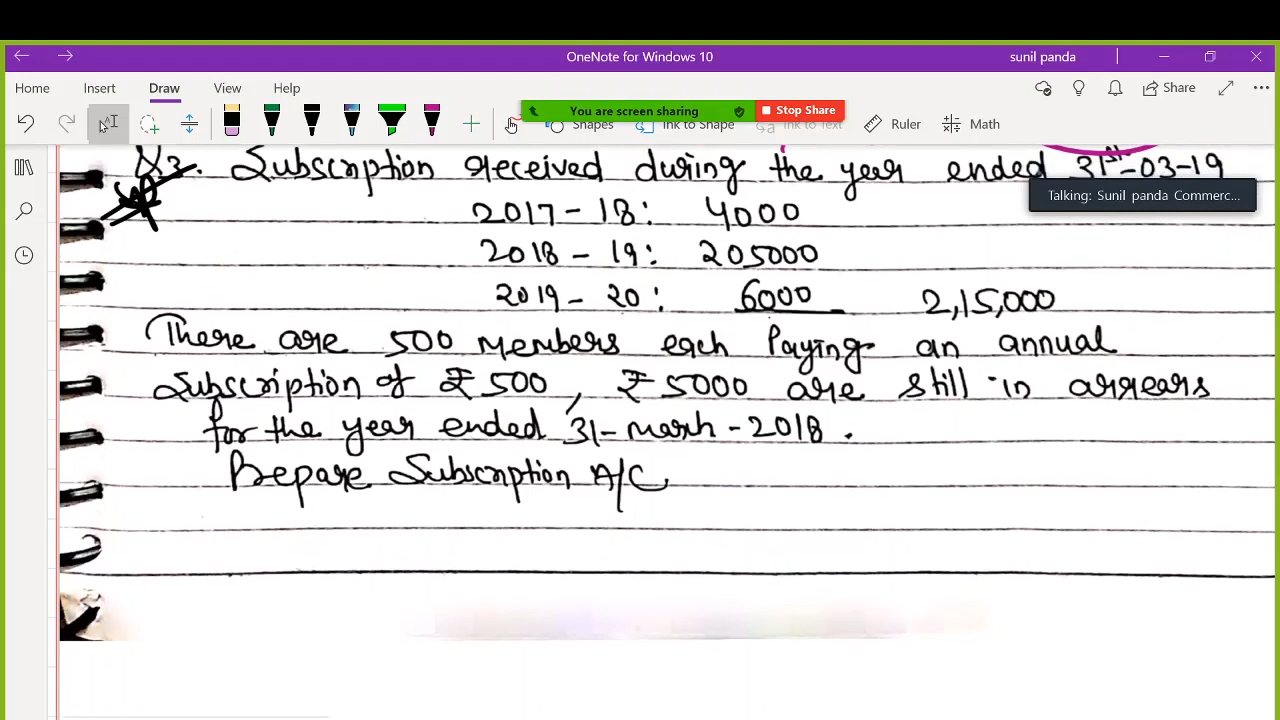 OneNote for Windows 10
sunil panda
Home Insert Draw View Help
Share
You are screen sharing
Stop Share
Shapes
Ink to Shape
Ink to Text
Ruler
Math
Q3. Subscription received during the year ended 31st-03-19
Talking: Sunil panda Commerc...
2017-18: 4000
2018-19: 205000
2019-20: 6000 2,15,000
There are 500 members each Paying an annual
Subscription of ₹500, ₹5000 are still in arrears
for the year ended 31-marh-2018.
Prepare Subscription A/C